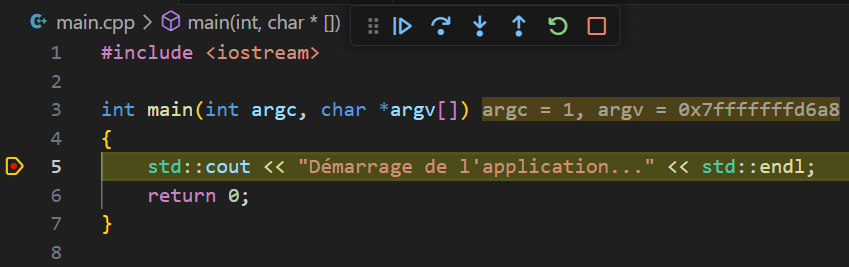 main.cpp > main(int, char * [])
1 #include <iostream>
2
3 int main(int argc, char *argv[]) argc = 1, argv = 0x7fffffffd6a8
4 {
5 std::cout << "Démarrage de l'application..." << std::endl;
6 return 0;
7 }
8